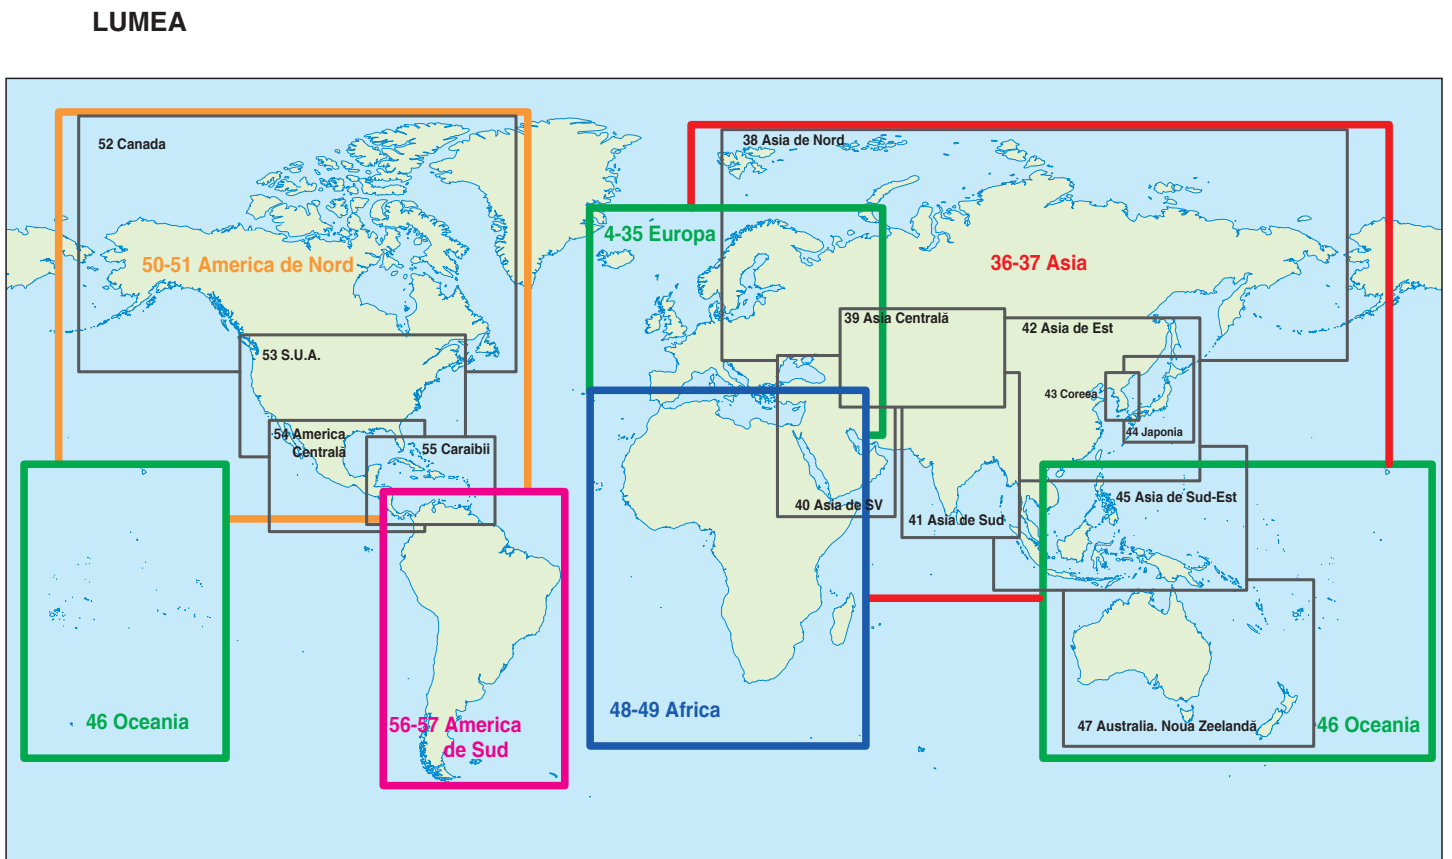 LUMEA
52 Canada
38 Asia de Nord
4-35 Europa
50-51 America de Nord
36-37 Asia
39 Asia Centrală
42 Asia de Est
53 S.U.A.
43 Coreea
44 Japonia
54 America
Centrală
55 Caraibii
40 Asia de SV
41 Asia de Sud
45 Asia de Sud-Est
48-49 Africa
46 Oceania
56-57 America
de Sud
47 Australia. Noua Zeelandă
46 Oceania